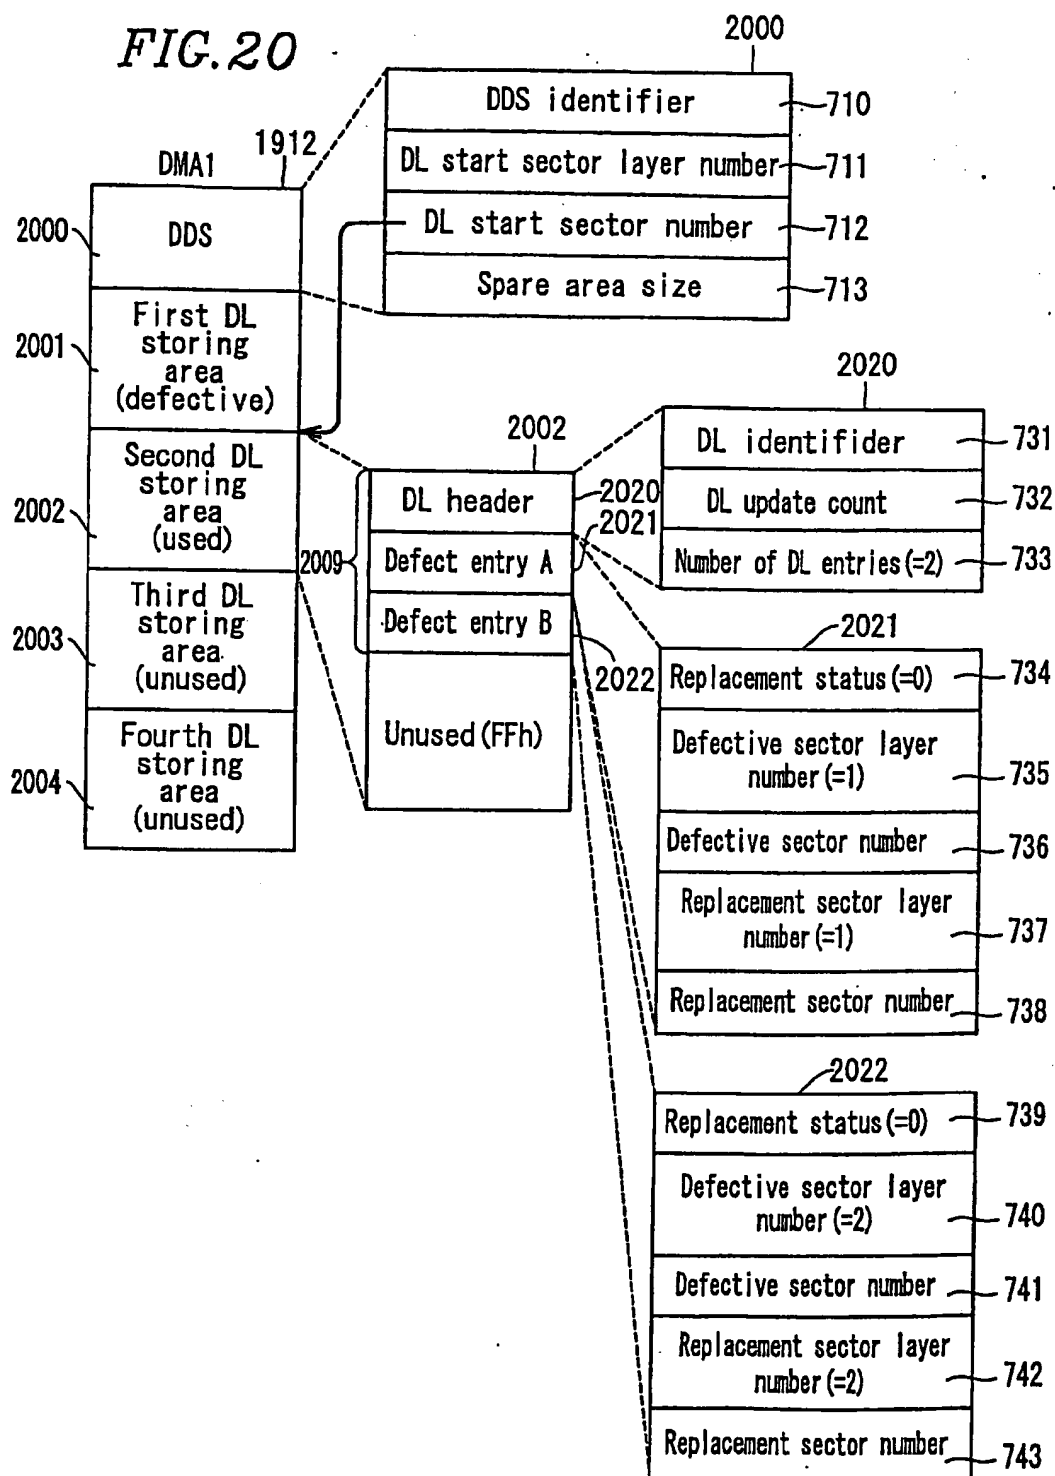 FIG.20
2000
DDS identifier
710
DL start sector layer number
711
DL start sector number
712
Spare area size
713
1912
DMA1
2000
DDS
2001
First DL
storing
area
(defective)
2002
Second DL
storing
area
(used)
2003
Third DL
storing
area
(unused)
2004
Fourth DL
storing
area
(unused)
2002
2009
DL header
2020
2021
Defect entry A
Defect entry B
2022
Unused(FFh)
2020
DL identifider
731
DL update count
732
Number of DL entries(=2)
733
2021
Replacement status(=0)
734
Defective sector layer
number(=1)
735
Defective sector number
736
Replacement sector layer
number(=1)
737
Replacement sector number
738
2022
Replacement status(=0)
739
Defective sector layer
number(=2)
740
Defective sector number
741
Replacement sector layer
number(=2)
742
Replacement sector number
743